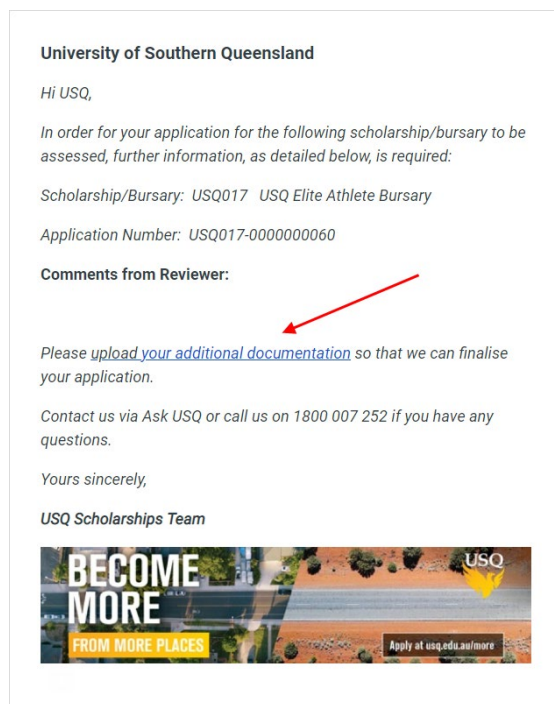 University of Southern Queensland
Hi USQ,
In order for your application for the following scholarship/bursary to be
assessed, further information, as detailed below, is required:
Scholarship/Bursary: USQ017 USQ Elite Athlete Bursary
Application Number: USQ017-0000000060
Comments from Reviewer:
Please upload your additional documentation so that we can finalise
your application.
Contact us via Ask USQ or call us on 1800 007 252 if you have any
questions.
Yours sincerely,
USQ Scholarships Team
BECOME
MORE
FROM MORE PLACES
USQ
Apply at usq.edu.au/more